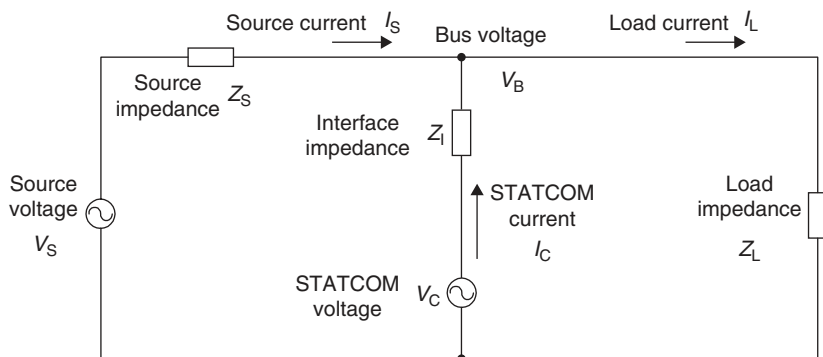 Source current I_S
Bus voltage
Load current I_L
Source
impedance Z_S
V_B
Interface
impedance
Z_I
Source
voltage
V_S
STATCOM
current
I_C
Load
impedance
Z_L
STATCOM
voltage
V_C